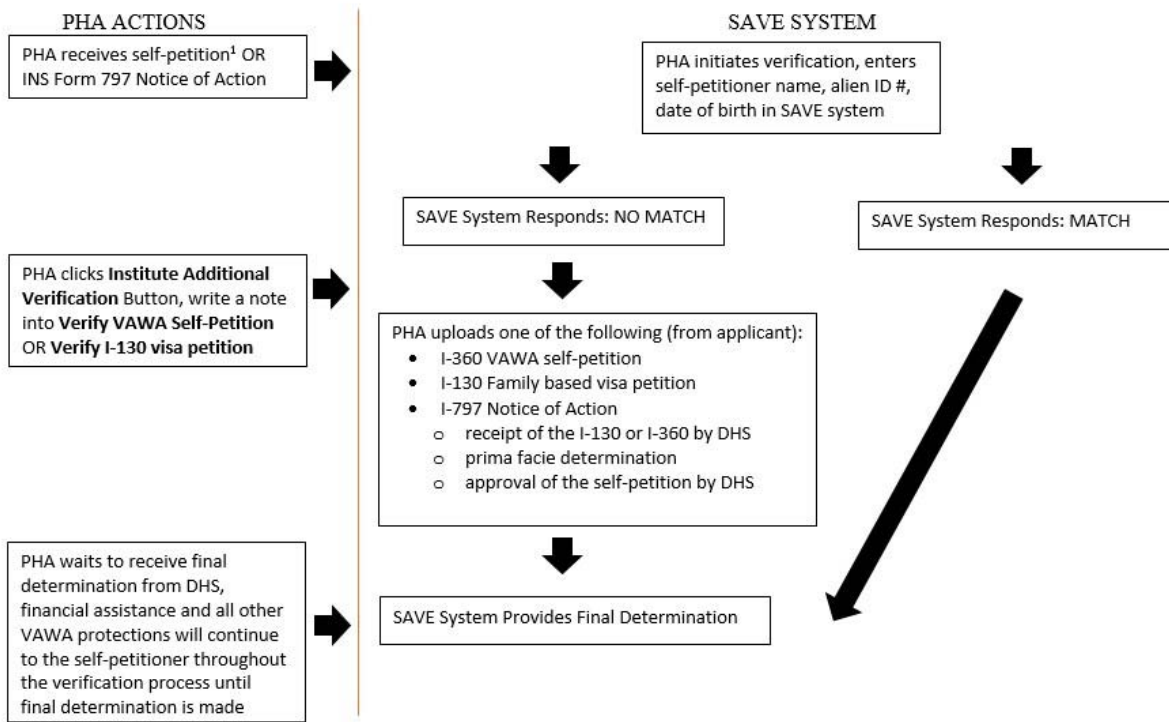 PHA ACTIONS
SAVE SYSTEM
PHA receives self-petition¹ OR
INS Form 797 Notice of Action
PHA initiates verification, enters
self-petitioner name, alien ID #,
date of birth in SAVE system
SAVE System Responds: NO MATCH
SAVE System Responds: MATCH
PHA clicks Institute Additional
Verification Button, write a note
into Verify VAWA Self-Petition
OR Verify I-130 visa petition
PHA uploads one of the following (from applicant):
• I-360 VAWA self-petition
• I-130 Family based visa petition
• I-797 Notice of Action
o receipt of the I-130 or I-360 by DHS
o prima facie determination
o approval of the self-petition by DHS
PHA waits to receive final
determination from DHS,
financial assistance and all other
VAWA protections will continue
to the self-petitioner throughout
the verification process until
final determination is made
SAVE System Provides Final Determination